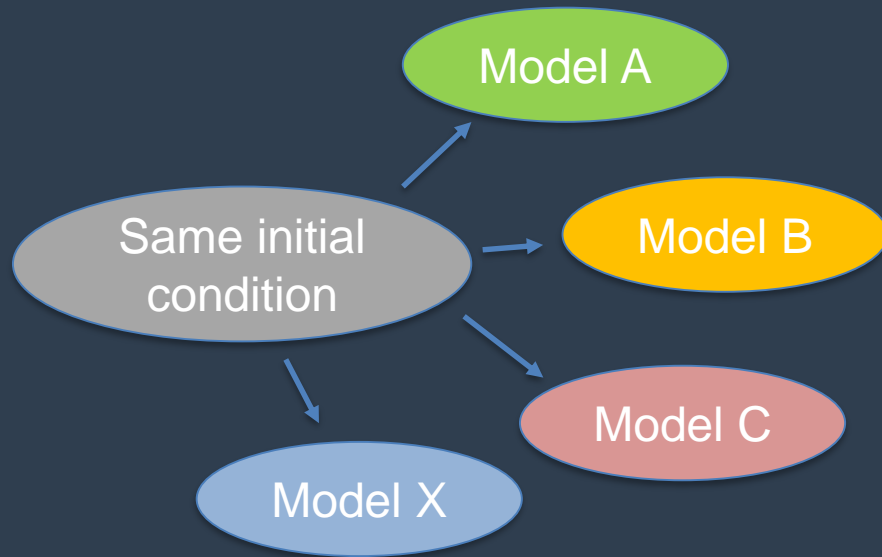 Model A
Same initial
condition
Model B
Model C
Model X